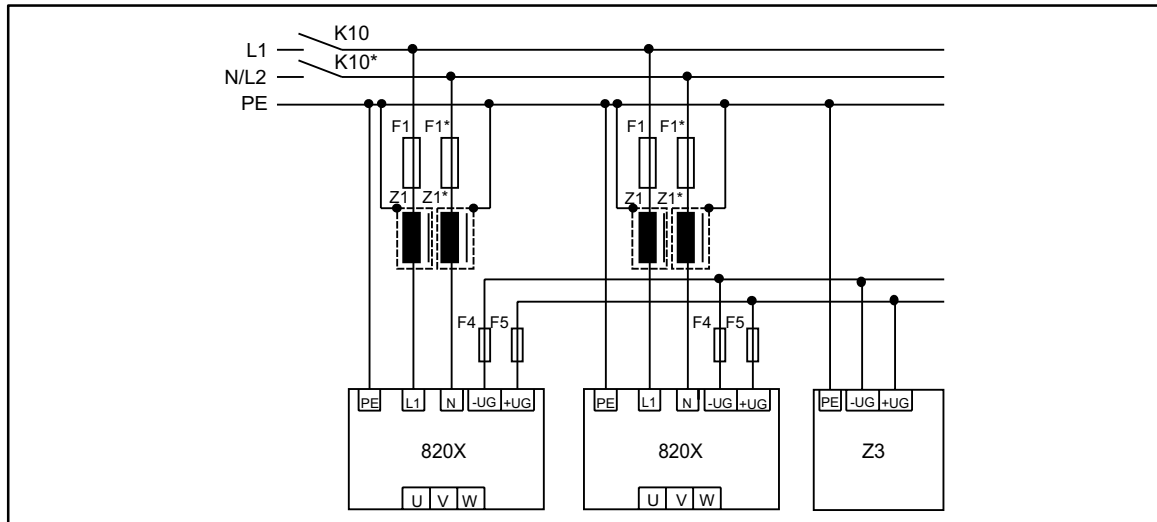 K10
L1
K10*
N/L2
PE
F1 F1* F1 F1*
Z1 Z1* Z1 Z1*
F4 F5 F4 F5
PE L1 N -UG +UG PE L1 N -UG +UG PE -UG +UG
820X 820X Z3
U V W U V W